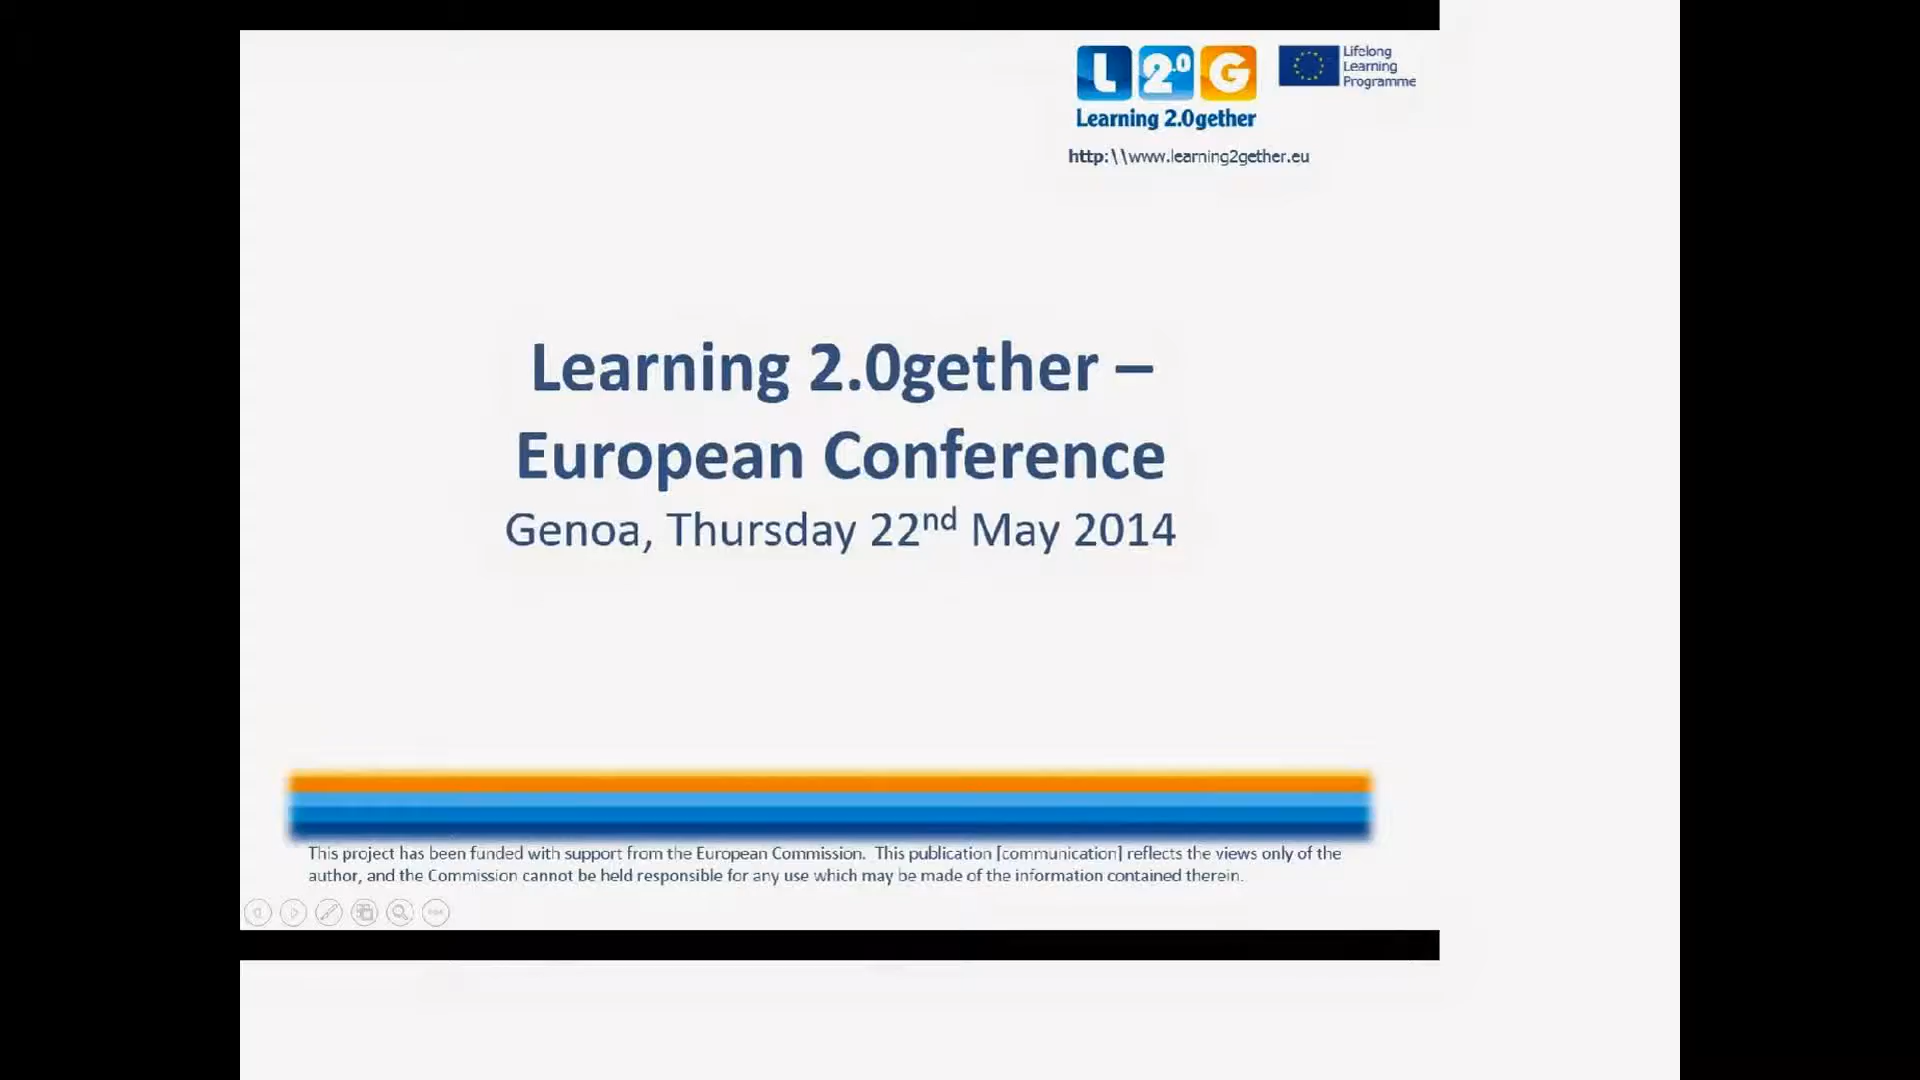 L 2.0 G
Learning 2.0gether
Lifelong
Learning
Programme
http:\\www.learning2gether.eu
Learning 2.0gether –
European Conference
Genoa, Thursday 22nd May 2014
This project has been funded with support from the European Commission.  This publication [communication] reflects the views only of the
author, and the Commission cannot be held responsible for any use which may be made of the information contained therein.